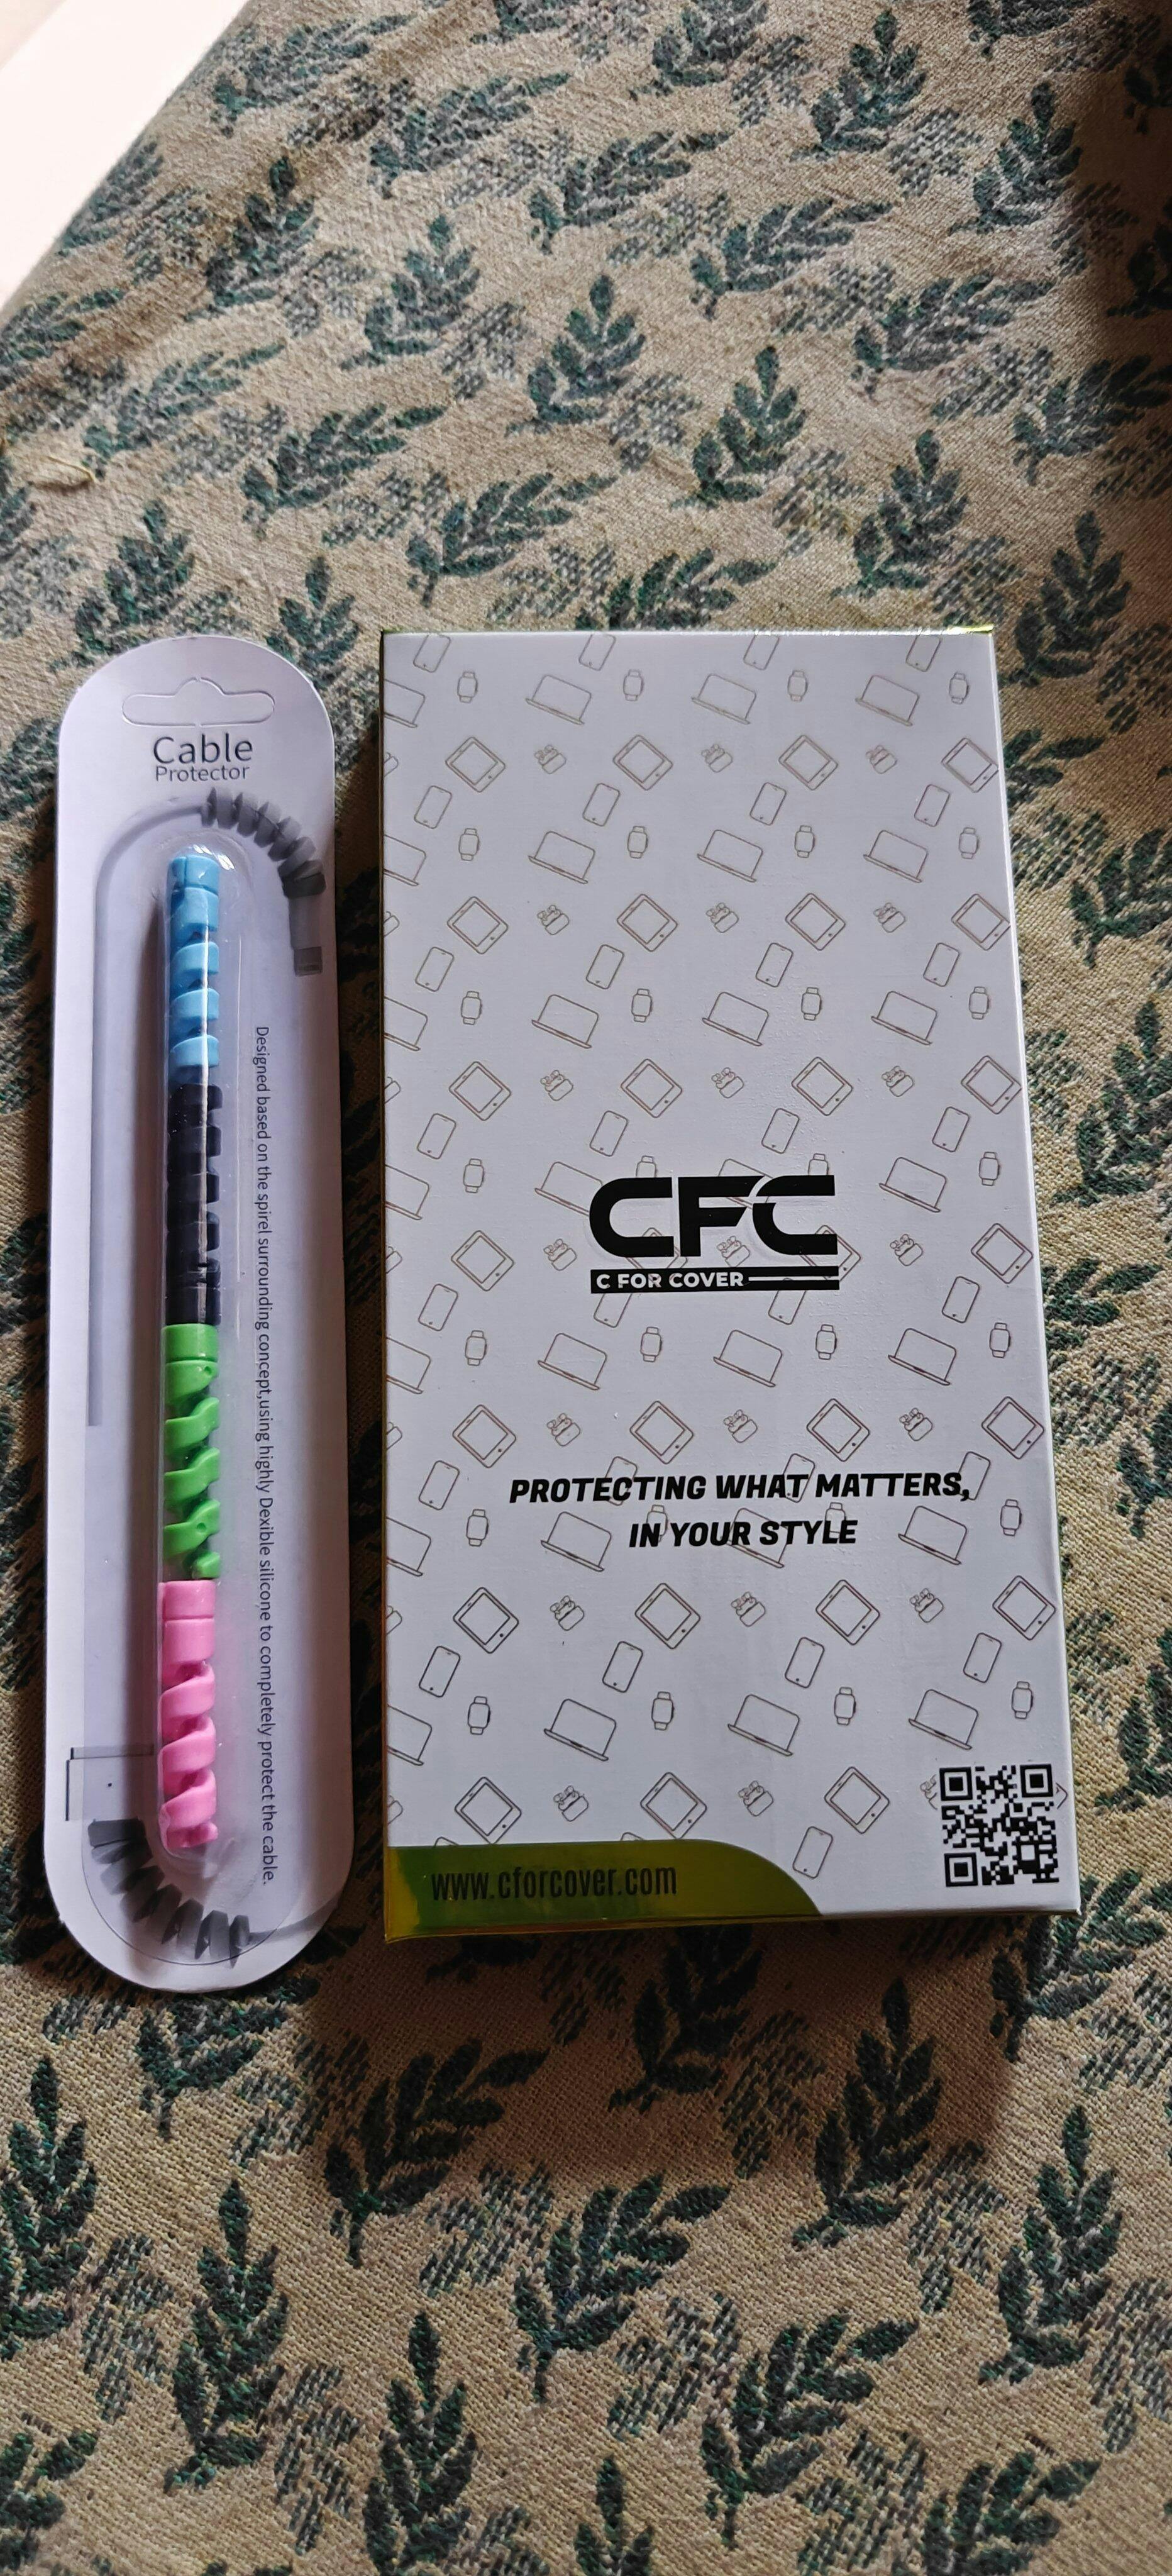 Cable
Protector
Designed based on the spirel surrounding concept,using highly Dexible silicone to completely protect the cable.
CFC
C FOR COVER
PROTECTING WHAT MATTERS,
IN YOUR STYLE
www.cforcover.com